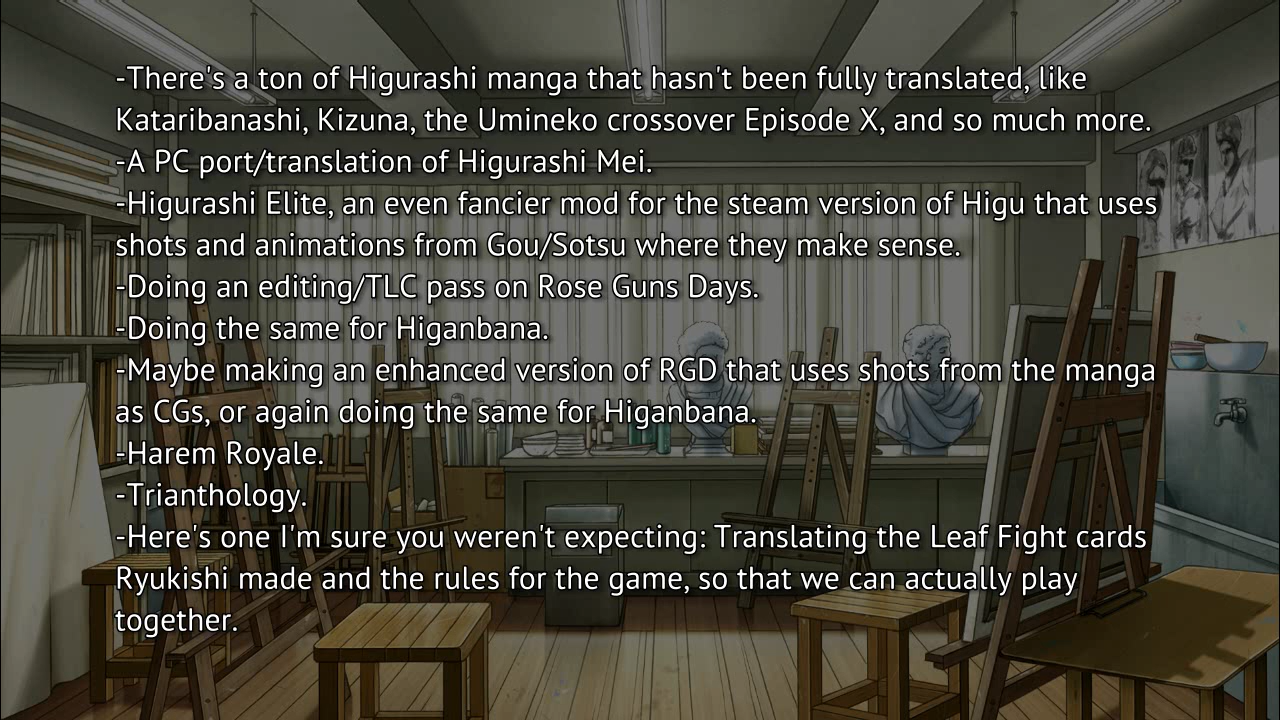 -There's a ton of Higurashi manga that hasn't been fully translated, like
Kataribanashi, Kizuna, the Umineko crossover Episode X, and so much more.
-A PC port/translation of Higurashi Mei.
-Higurashi Elite, an even fancier mod for the steam version of Higu that uses
shots and animations from Gou/Sotsu where they make sense.
-Doing an editing/TLC pass on Rose Guns Days.
-Doing the same for Higanbana.
-Maybe making an enhanced version of RGD that uses shots from the manga
as CGs, or again doing the same for Higanbana.
-Harem Royale.
-Trianthology.
-Here's one I'm sure you weren't expecting: Translating the Leaf Fight cards
Ryukishi made and the rules for the game, so that we can actually play
together.